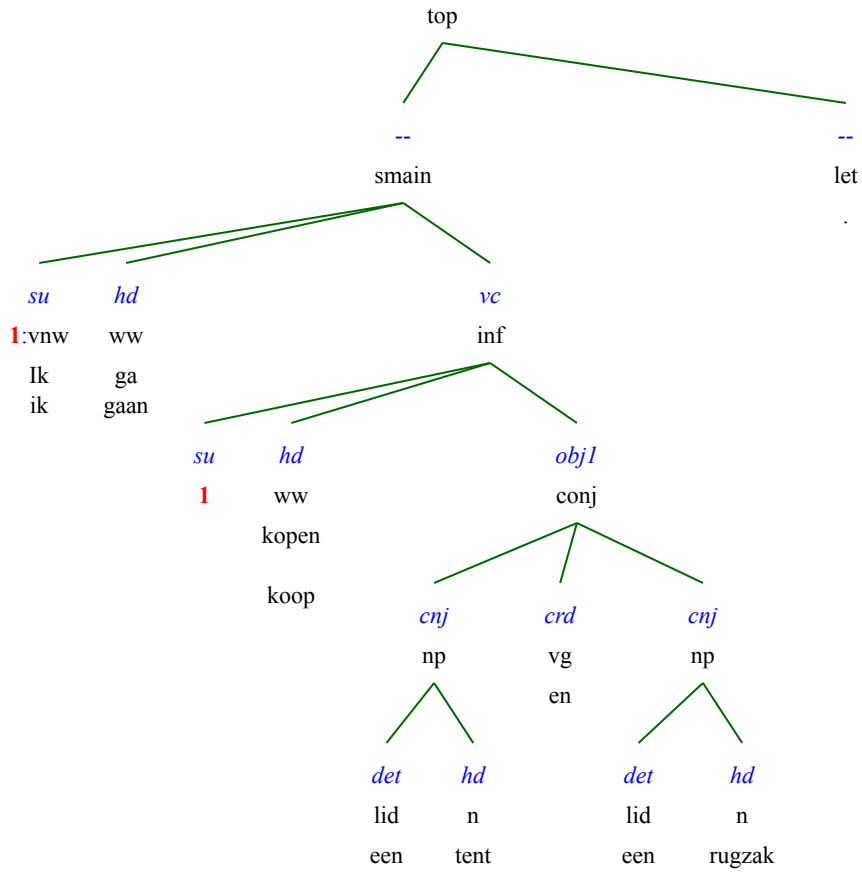 top
-- --
smain let
.
su hd vc
1:vnw ww inf
Ik ga
ik gaan
su hd obj1
1 ww conj
kopen
koop
cnj crd cnj
np vg np
en
det hd det hd
lid n lid n
een tent een rugzak